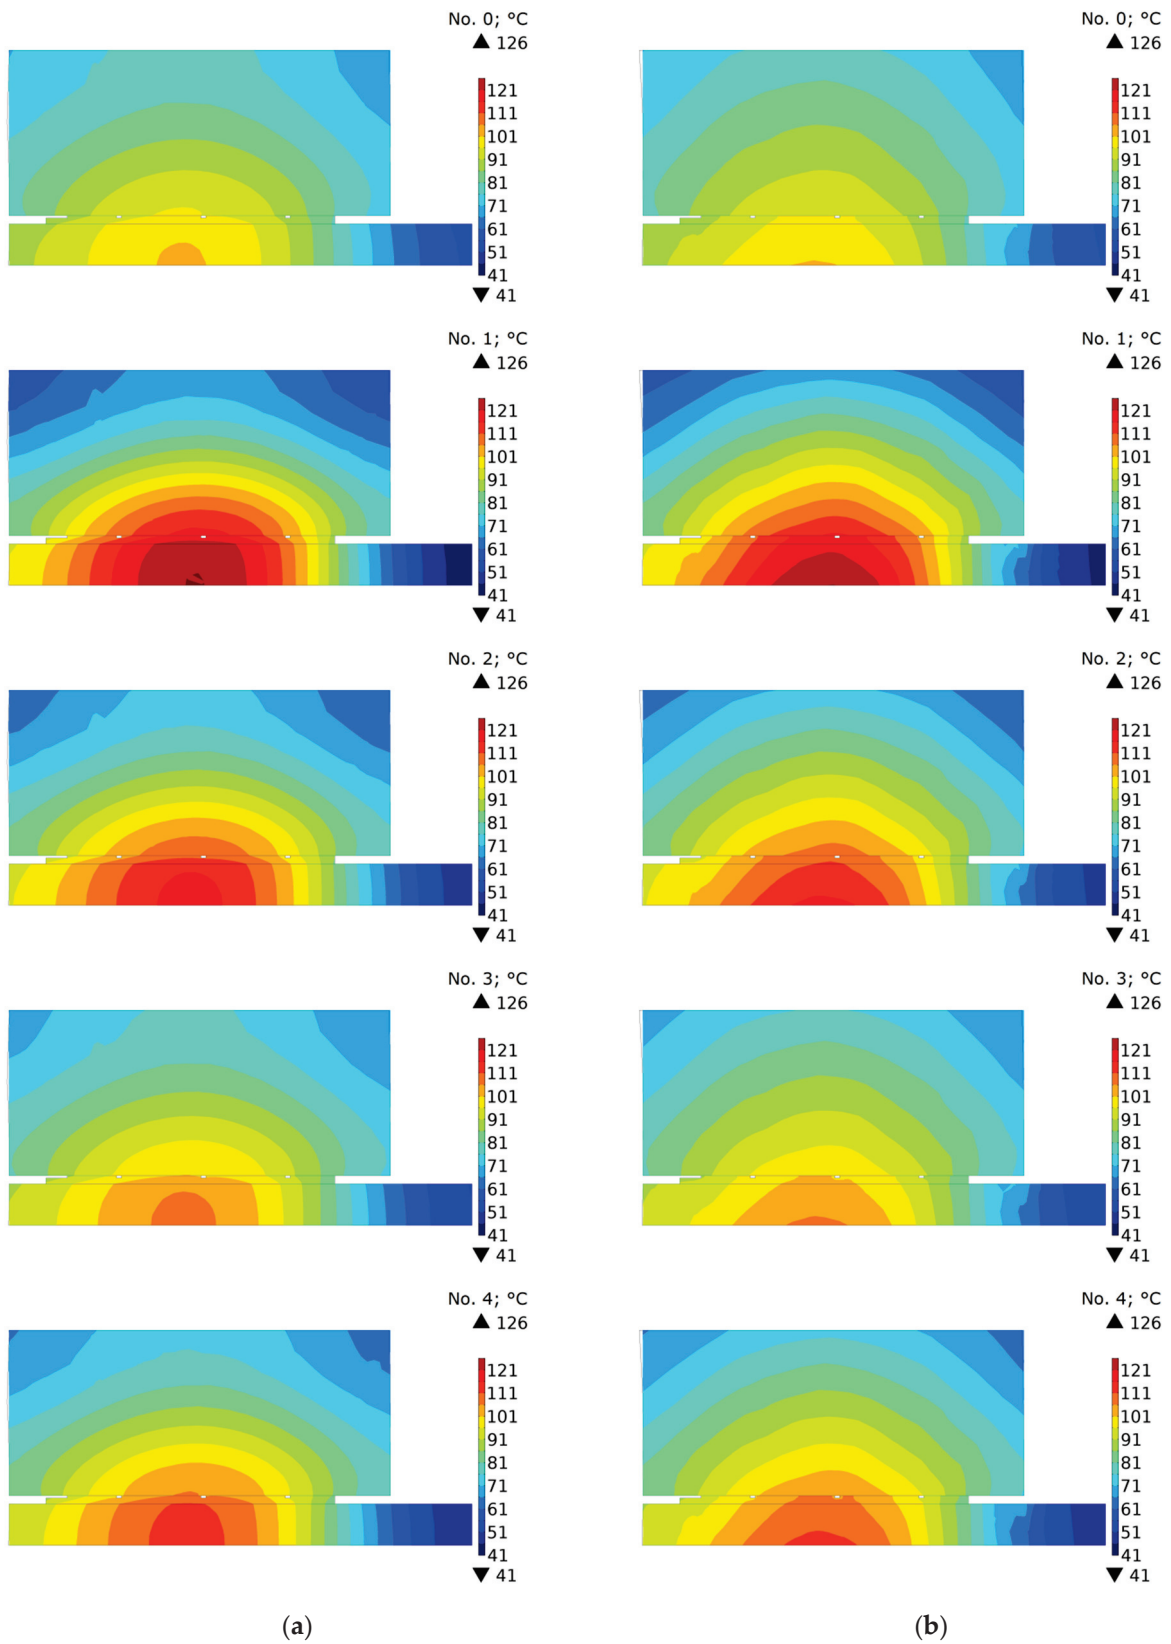 No. 0; °C No. 0; °C
▲ 126 ▲ 126
121 121
111 111
101 101
91 91
81 81
71 71
61 61
51 51
41 41
▼ 41 ▼ 41
No. 1; °C No. 1; °C
▲ 126 ▲ 126
121 121
111 111
101 101
91 91
81 81
71 71
61 61
51 51
41 41
▼ 41 ▼ 41
No. 2; °C No. 2; °C
▲ 126 ▲ 126
121 121
111 111
101 101
91 91
81 81
71 71
61 61
51 51
41 41
▼ 41 ▼ 41
No. 3; °C No. 3; °C
▲ 126 ▲ 126
121 121
111 111
101 101
91 91
81 81
71 71
61 61
51 51
41 41
▼ 41 ▼ 41
No. 4; °C No. 4; °C
▲ 126 ▲ 126
121 121
111 111
101 101
91 91
81 81
71 71
61 61
51 51
41 41
▼ 41 ▼ 41
(a) (b)